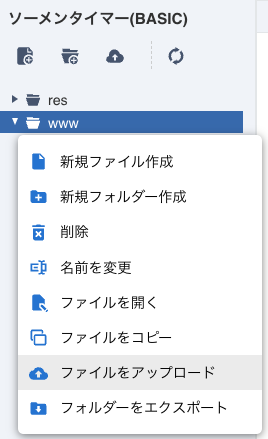 ソーメンタイマー(BASIC)
res
www
新規ファイル作成
新規フォルダー作成
削除
名前を変更
ファイルを開く
ファイルをコピー
ファイルをアップロード
フォルダーをエクスポート